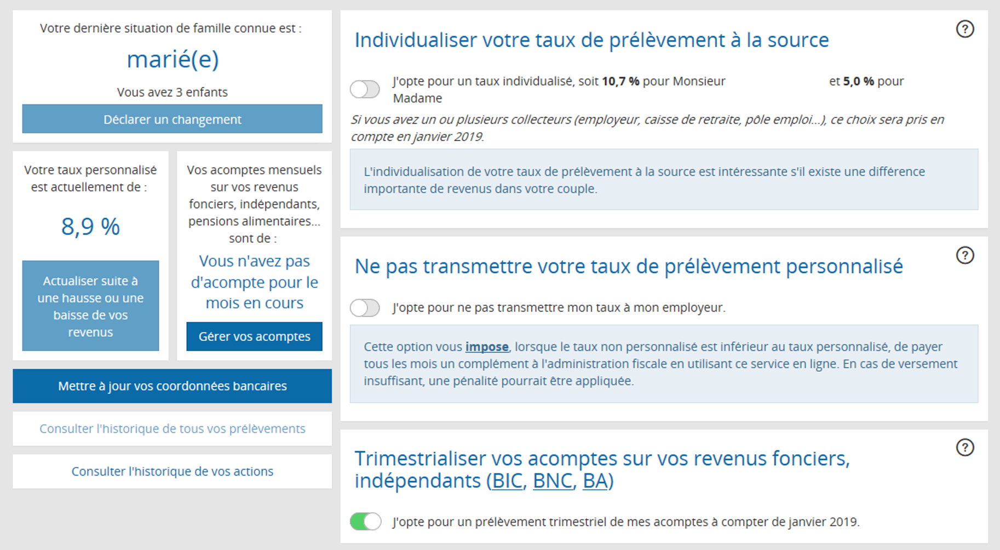 Votre dernière situation de famille connue est :
marié(e)
Vous avez 3 enfants
Déclarer un changement
Votre taux personnalisé
est actuellement de :
8,9 %
Actualiser suite à
une hausse ou une
baisse de vos
revenus
Vos acomptes mensuels
sur vos revenus
fonciers, indépendants,
pensions alimentaires...
sont de :
Vous n'avez pas
d'acompte pour le
mois en cours
Gérer vos acomptes
Mettre à jour vos coordonnées bancaires
Consulter l'historique de tous vos prélèvements
Consulter l'historique de vos actions
?
Individualiser votre taux de prélèvement à la source
J'opte pour un taux individualisé, soit 10,7 % pour Monsieur et 5,0 % pour
Madame
Si vous avez un ou plusieurs collecteurs (employeur, caisse de retraite, pôle emploi...), ce choix sera pris en
compte en janvier 2019.
L'individualisation de votre taux de prélèvement à la source est intéressante s'il existe une différence
importante de revenus dans votre couple.
?
Ne pas transmettre votre taux de prélèvement personnalisé
J'opte pour ne pas transmettre mon taux à mon employeur.
Cette option vous impose, lorsque le taux non personnalisé est inférieur au taux personnalisé, de payer
tous les mois un complément à l'administration fiscale en utilisant ce service en ligne. En cas de versement
insuffisant, une pénalité pourrait être appliquée.
?
Trimestrialiser vos acomptes sur vos revenus fonciers,
indépendants (BIC, BNC, BA)
J'opte pour un prélèvement trimestriel de mes acomptes à compter de janvier 2019.